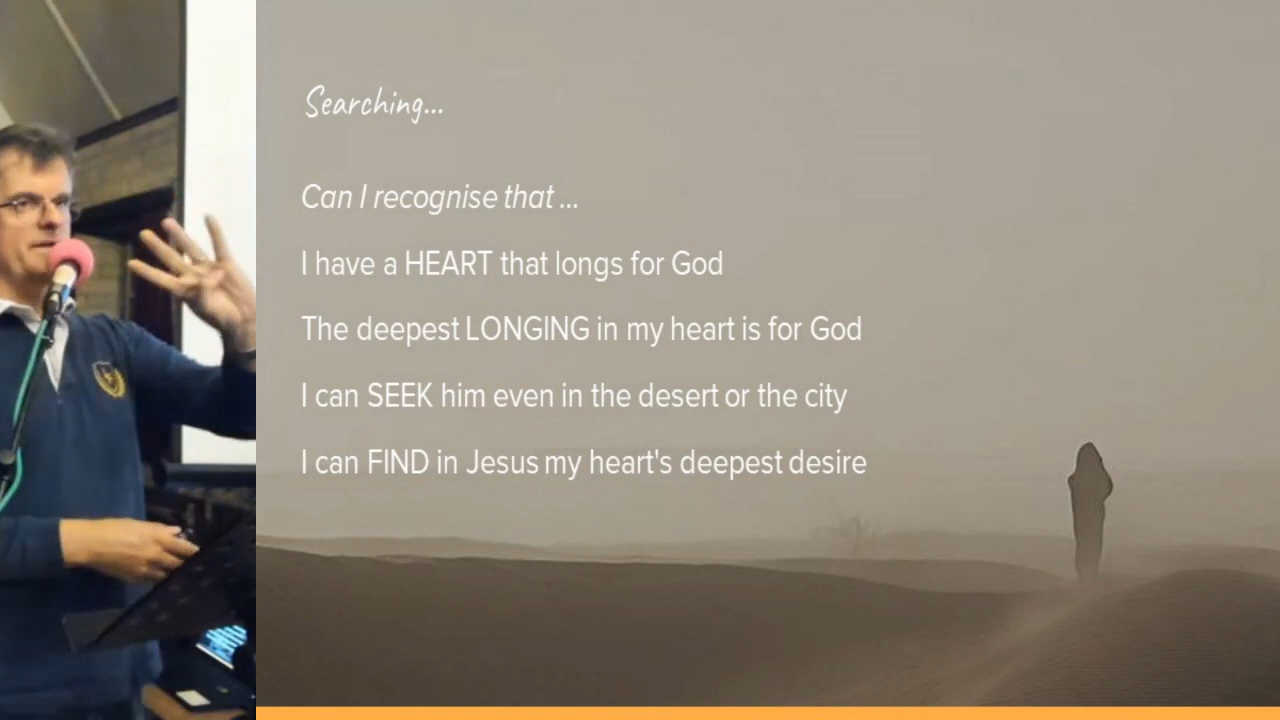 Searching...
Can I recognise that ...
I have a HEART that longs for God
The deepest LONGING in my heart is for God
I can SEEK him even in the desert or the city
I can FIND in Jesus my heart's deepest desire